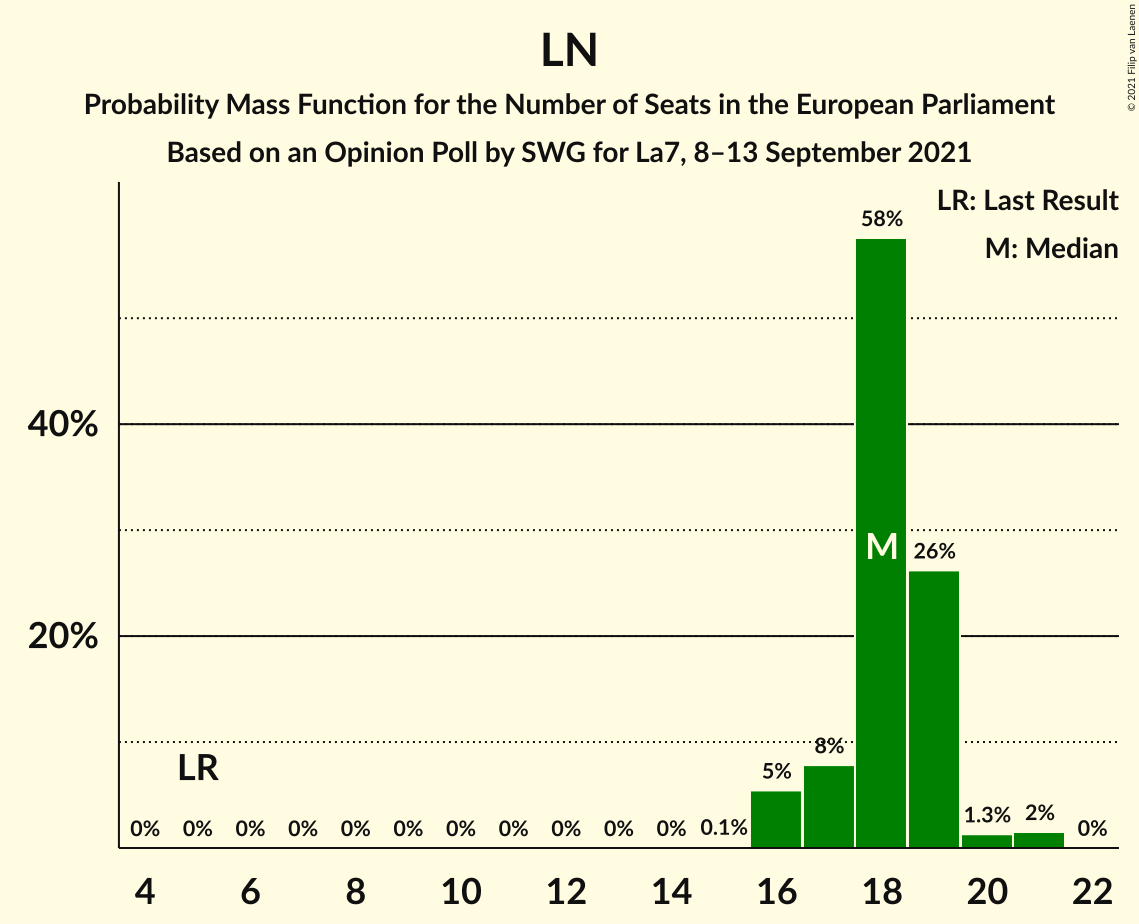 LN
Probability Mass Function for the Number of Seats in the European Parliament
Based on an Opinion Poll by SWG for La7, 8–13 September 2021
© 2021 Filip van Laenen
LR: Last Result
M: Median
58%
40%
M
26%
20%
LR
8%
5%
0% 0% 0% 0% 0% 0% 0% 0% 0% 0% 0% 0.1% 1.3% 2% 0%
4 6 8 10 12 14 16 18 20 22